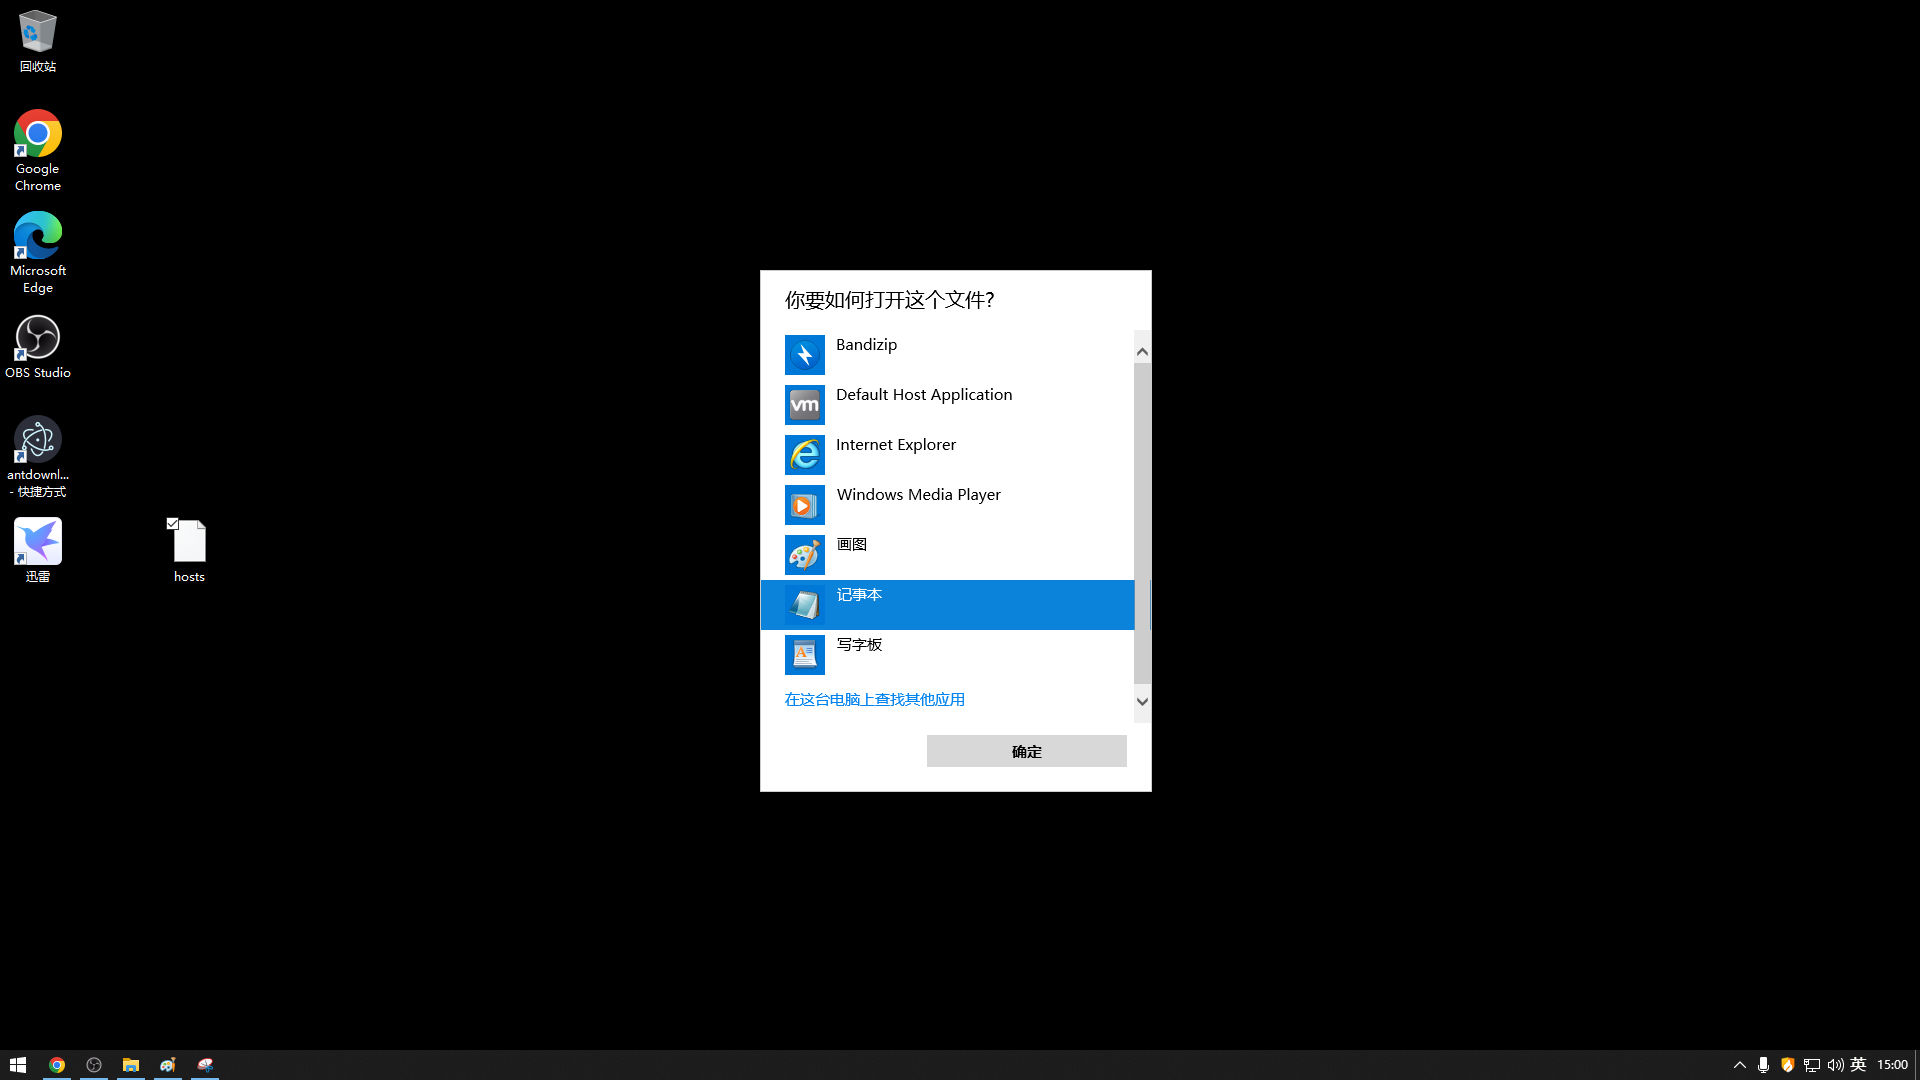 回收站
Google
Chrome
Microsoft
Edge
OBS Studio
antdownl...
- 快捷方式
迅雷
hosts
你要如何打开这个文件?
Bandizip
vm
Default Host Application
Internet Explorer
Windows Media Player
画图
记事本
写字板
在这台电脑上查找其他应用
确定
英
15:00